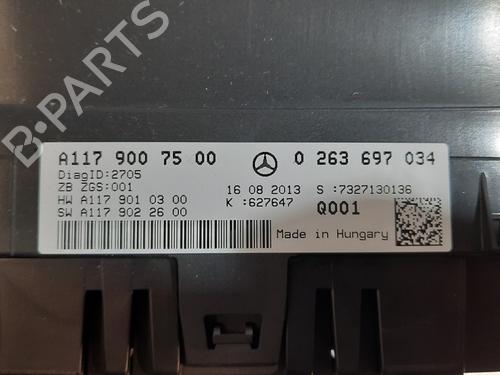 A117 900 75 00 0 263 697 034
DiagID:2705
ZB ZGS:001 16 08 2013 S :7327130136
HW A117 901 03 00 K :627647 Q001
SW A117 902 26 00
Made in Hungary
B-PARTS